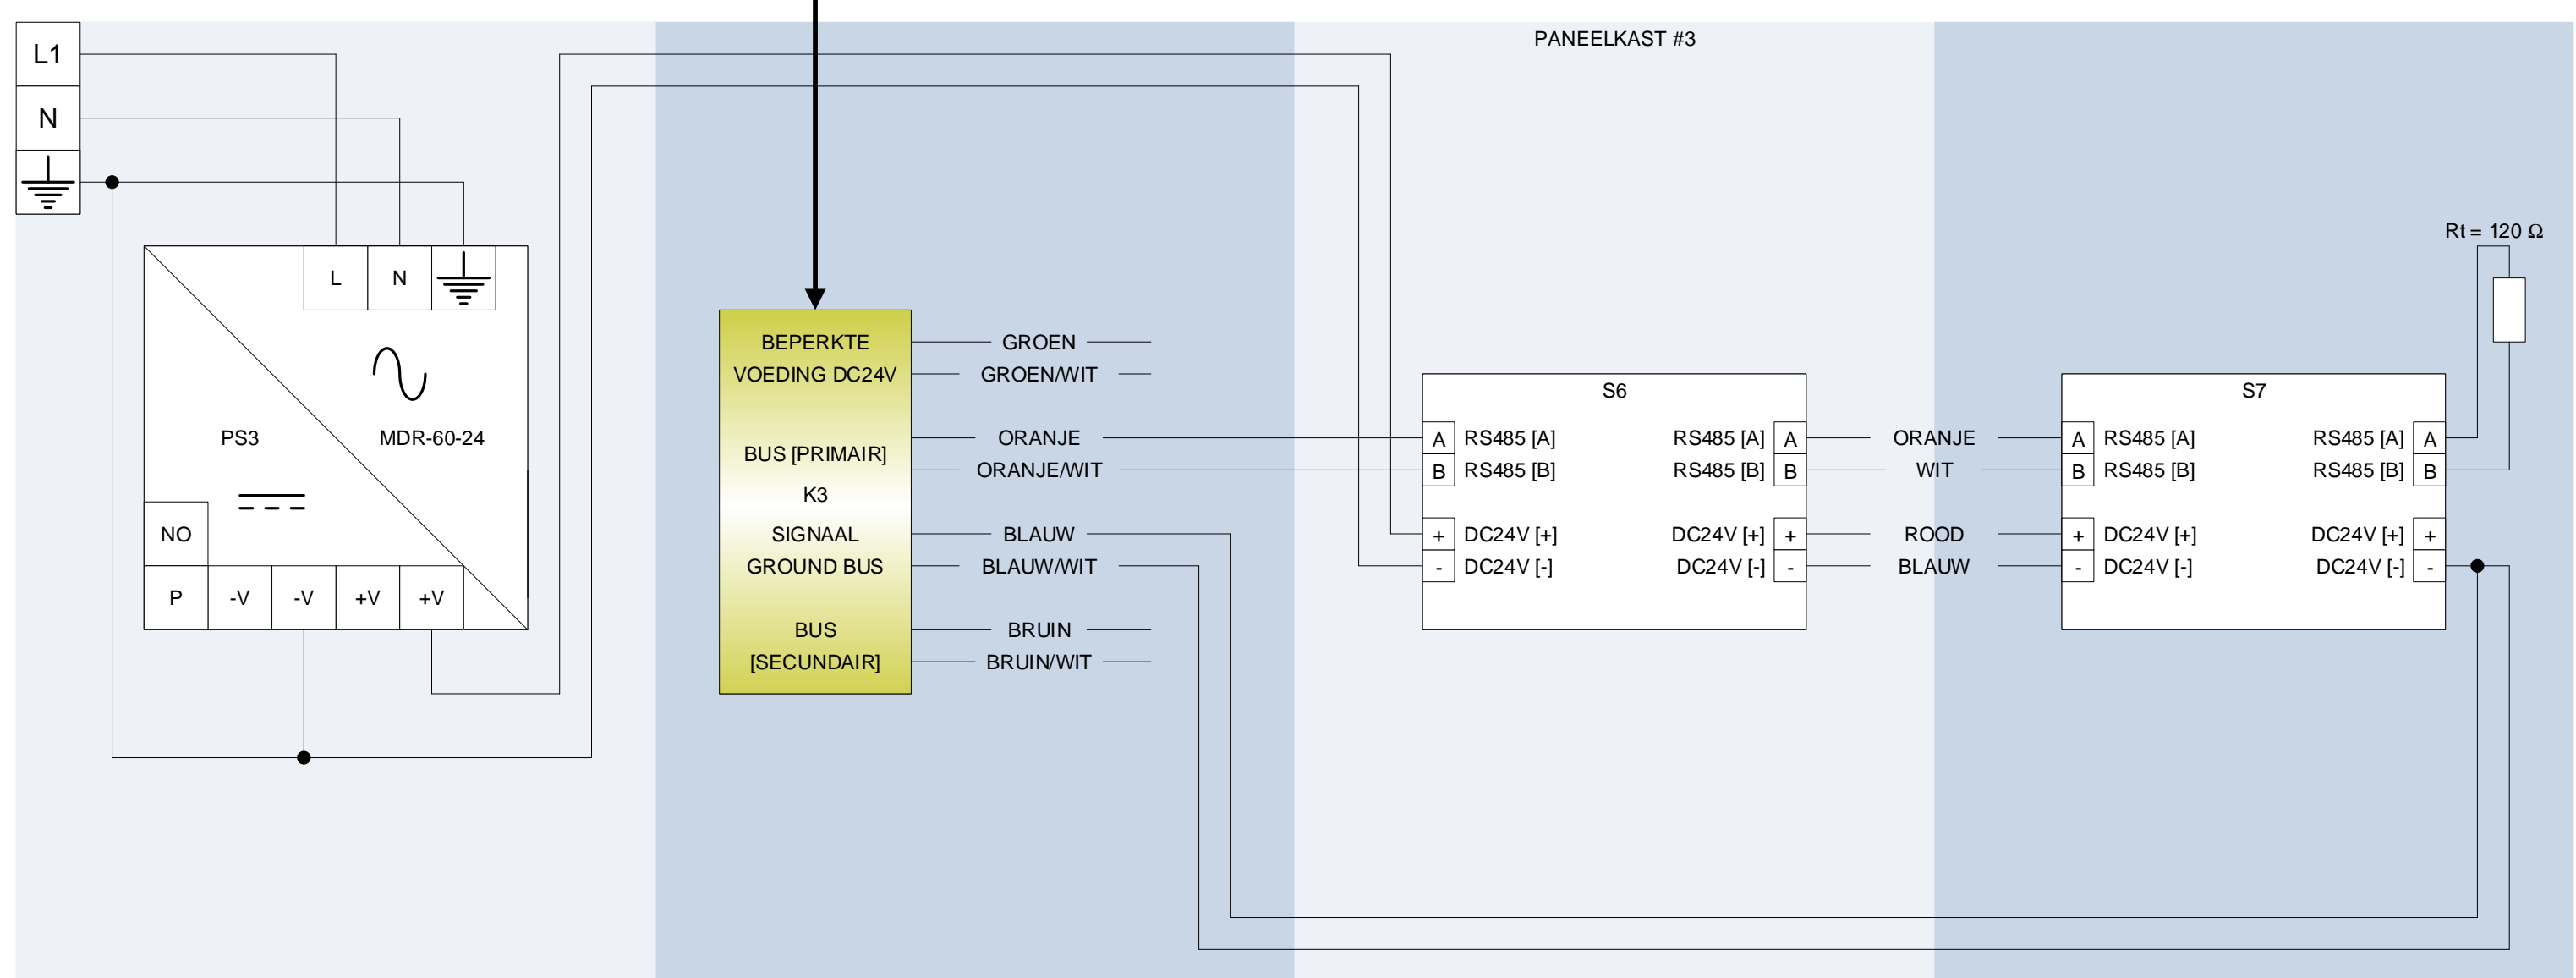 PANEELKAST #3
L1
N
L
N
PS3
MDR-60-24
NO
P
-V
-V
+V
+V
BEPERKTE
VOEDING DC24V
BUS [PRIMAIR]
K3
SIGNAAL
GROUND BUS
BUS
[SECUNDAIR]
GROEN
GROEN/WIT
ORANJE
ORANJE/WIT
BLAUW
BLAUW/WIT
BRUIN
BRUIN/WIT
S6
A RS485 [A] RS485 [A] A
B RS485 [B] RS485 [B] B
+ DC24V [+] DC24V [+] +
- DC24V [-] DC24V [-] -
ORANJE
WIT
ROOD
BLAUW
S7
A RS485 [A] RS485 [A] A
B RS485 [B] RS485 [B] B
+ DC24V [+] DC24V [+] +
- DC24V [-] DC24V [-] -
Rt = 120 Ω